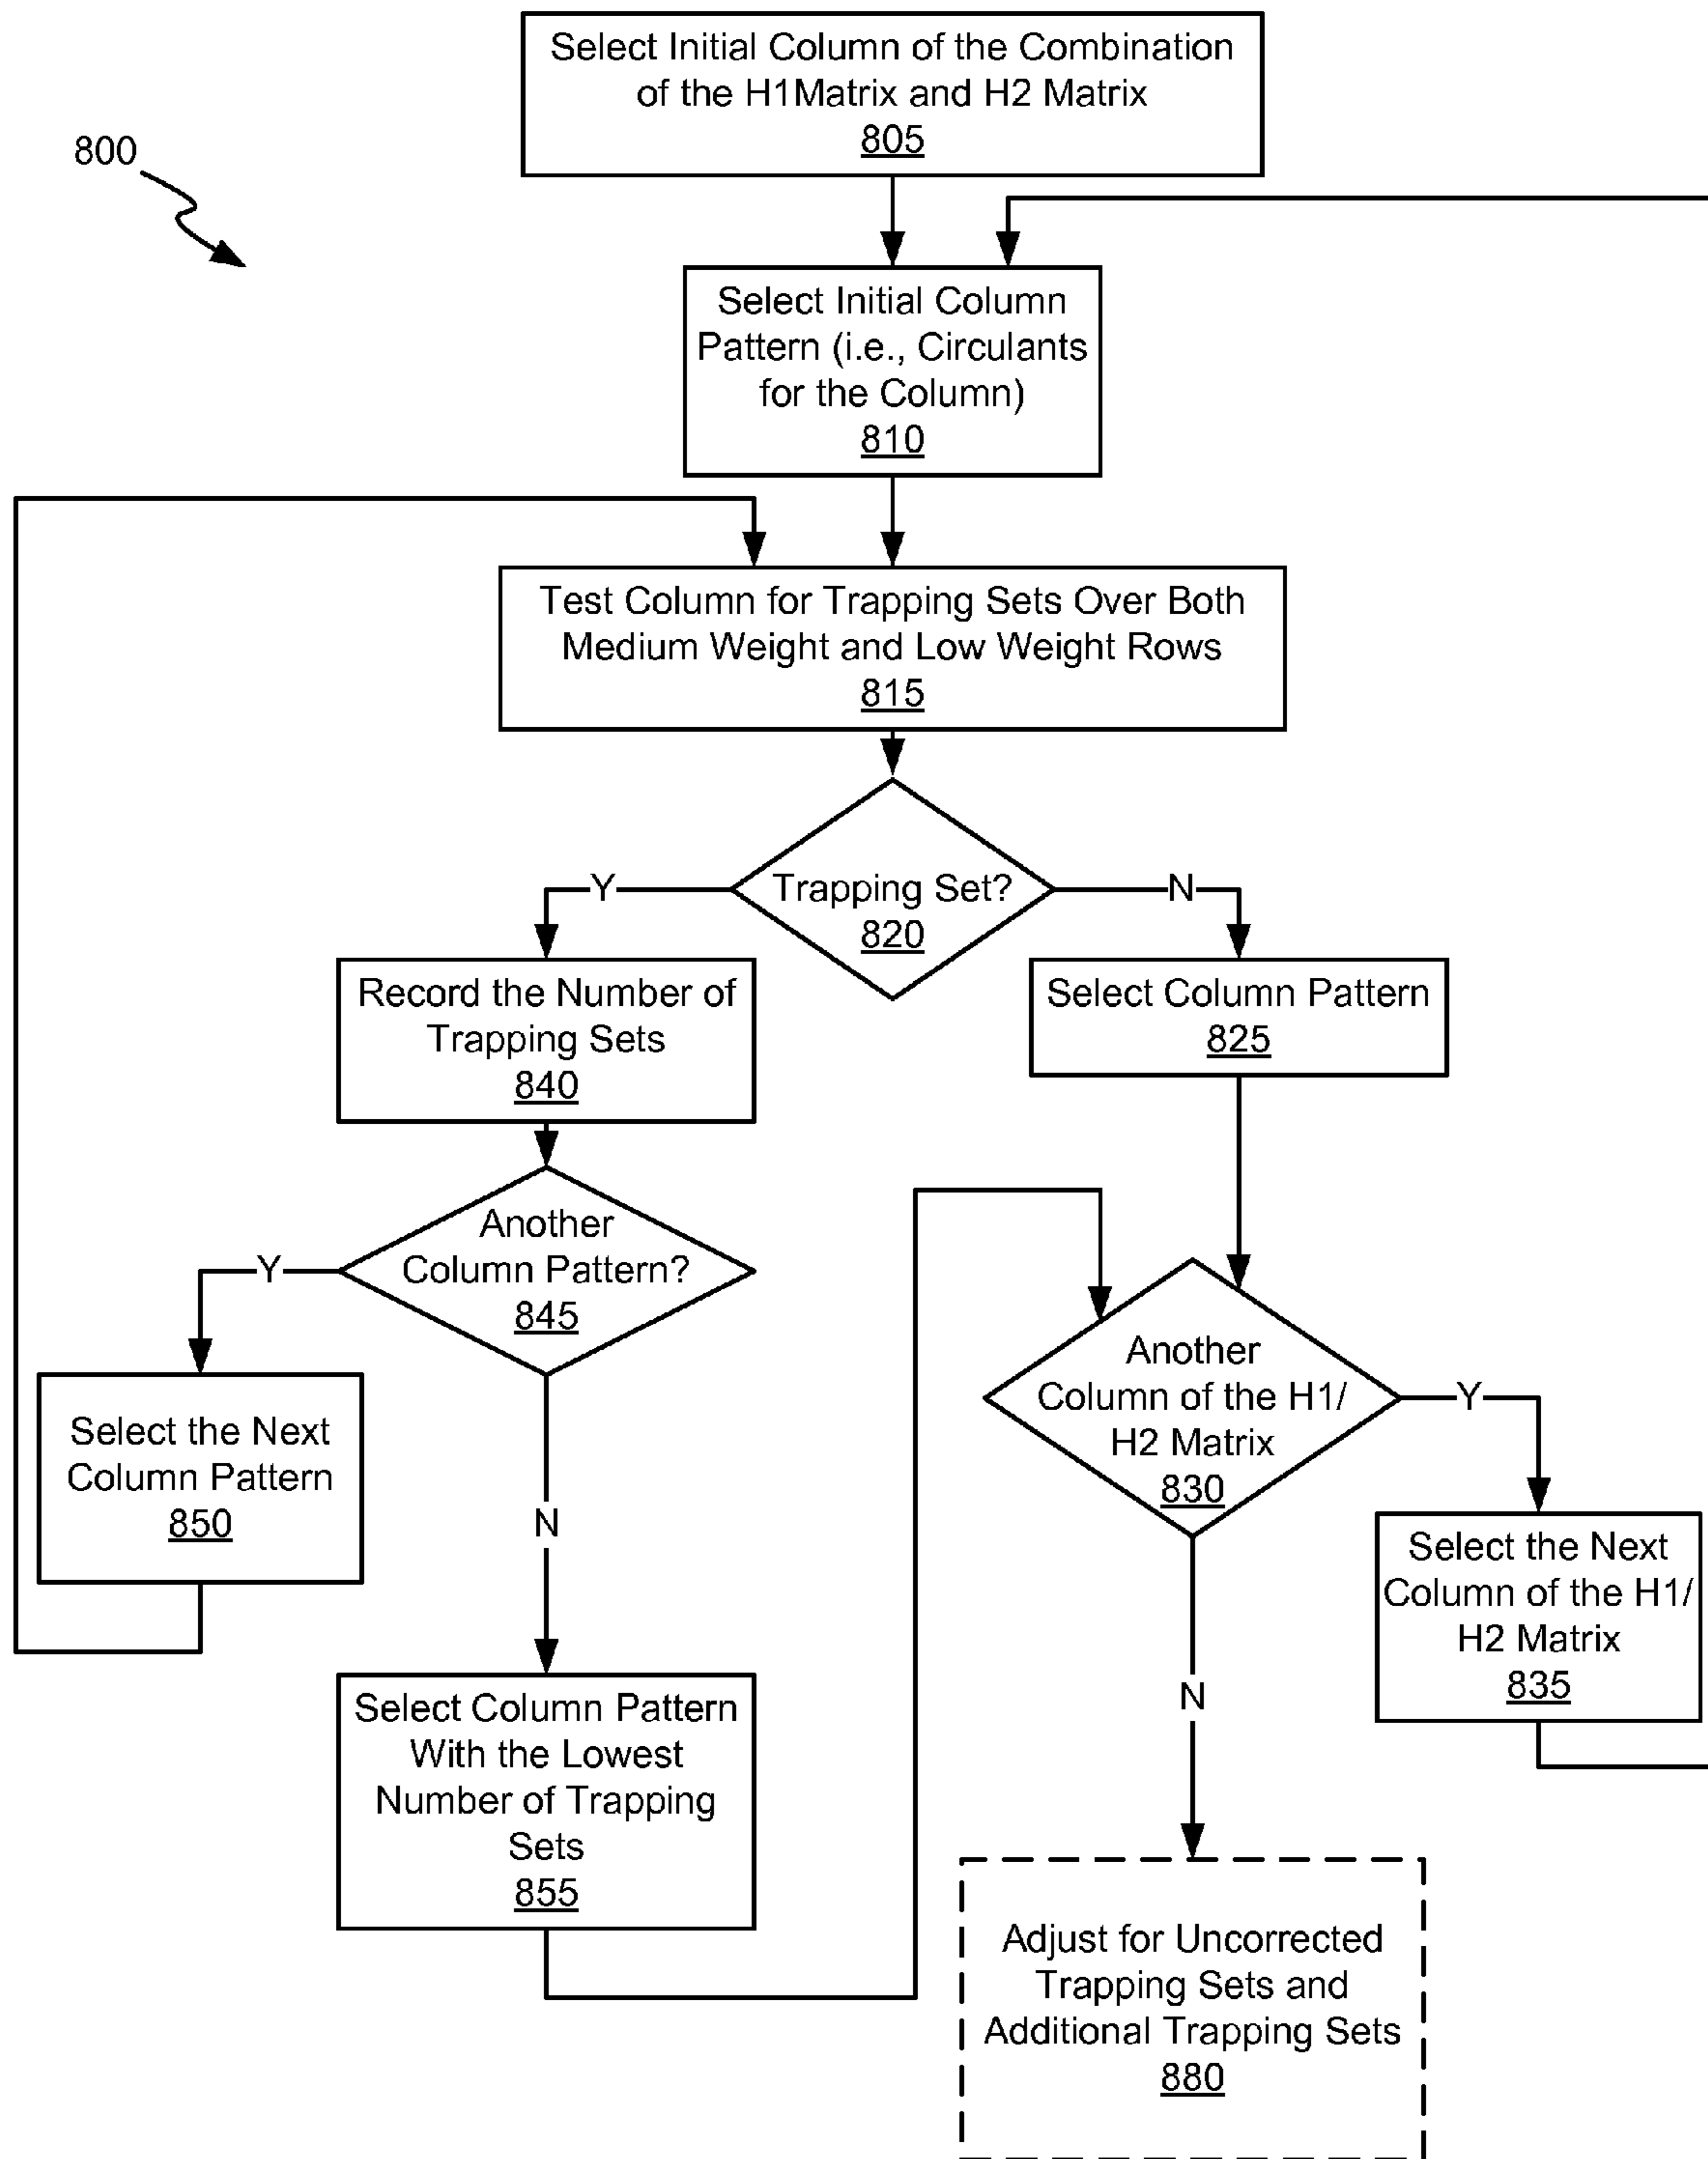 Select Initial Column of the Combination
of the H1Matrix and H2 Matrix
805
800
Select Initial Column
Pattern (i.e., Circulants
for the Column)
810
Test Column for Trapping Sets Over Both
Medium Weight and Low Weight Rows
815
Y
Trapping Set?
820
N
Record the Number of
Trapping Sets
840
Select Column Pattern
825
Another
Column Pattern?
845
Y
N
Select the Next
Column Pattern
850
Another
Column of the H1/
H2 Matrix
830
Y
N
Select the Next
Column of the H1/
H2 Matrix
835
Select Column Pattern
With the Lowest
Number of Trapping
Sets
855
Adjust for Uncorrected
Trapping Sets and
Additional Trapping Sets
880